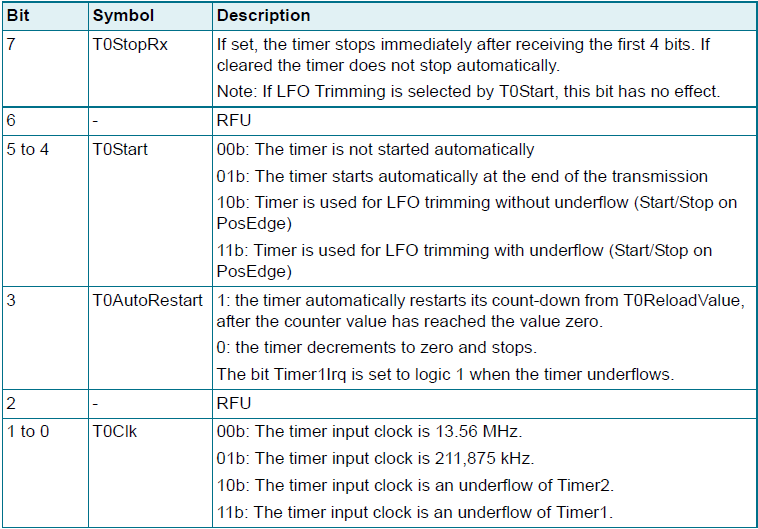 Bit Symbol Description
7 T0StopRx If set, the timer stops immediately after receiving the first 4 bits. If
cleared the timer does not stop automatically.
Note: If LFO Trimming is selected by T0Start, this bit has no effect.
6 - RFU
5 to 4 T0Start 00b: The timer is not started automatically
01b: The timer starts automatically at the end of the transmission
10b: Timer is used for LFO trimming without underflow (Start/Stop on
PosEdge)
11b: Timer is used for LFO trimming with underflow (Start/Stop on
PosEdge)
3 T0AutoRestart 1: the timer automatically restarts its count-down from T0ReloadValue,
after the counter value has reached the value zero.
0: the timer decrements to zero and stops.
The bit Timer1Irq is set to logic 1 when the timer underflows.
2 - RFU
1 to 0 T0Clk 00b: The timer input clock is 13.56 MHz.
01b: The timer input clock is 211,875 kHz.
10b: The timer input clock is an underflow of Timer2.
11b: The timer input clock is an underflow of Timer1.